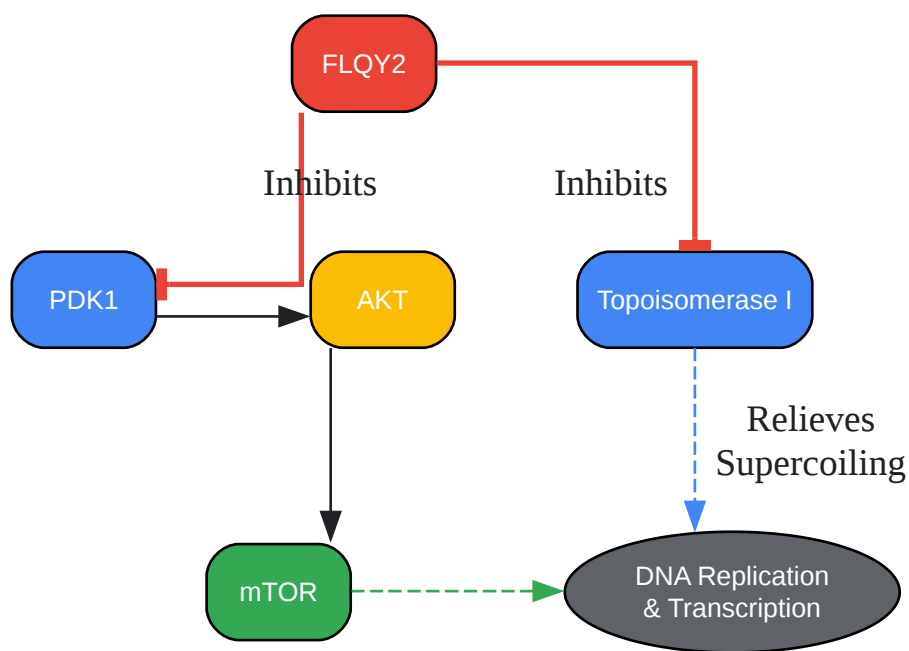 FLQY2
Inhibits
Inhibits
PDK1
AKT
Topoisomerase I
Relieves
Supercoiling
mTOR
DNA Replication
& Transcription